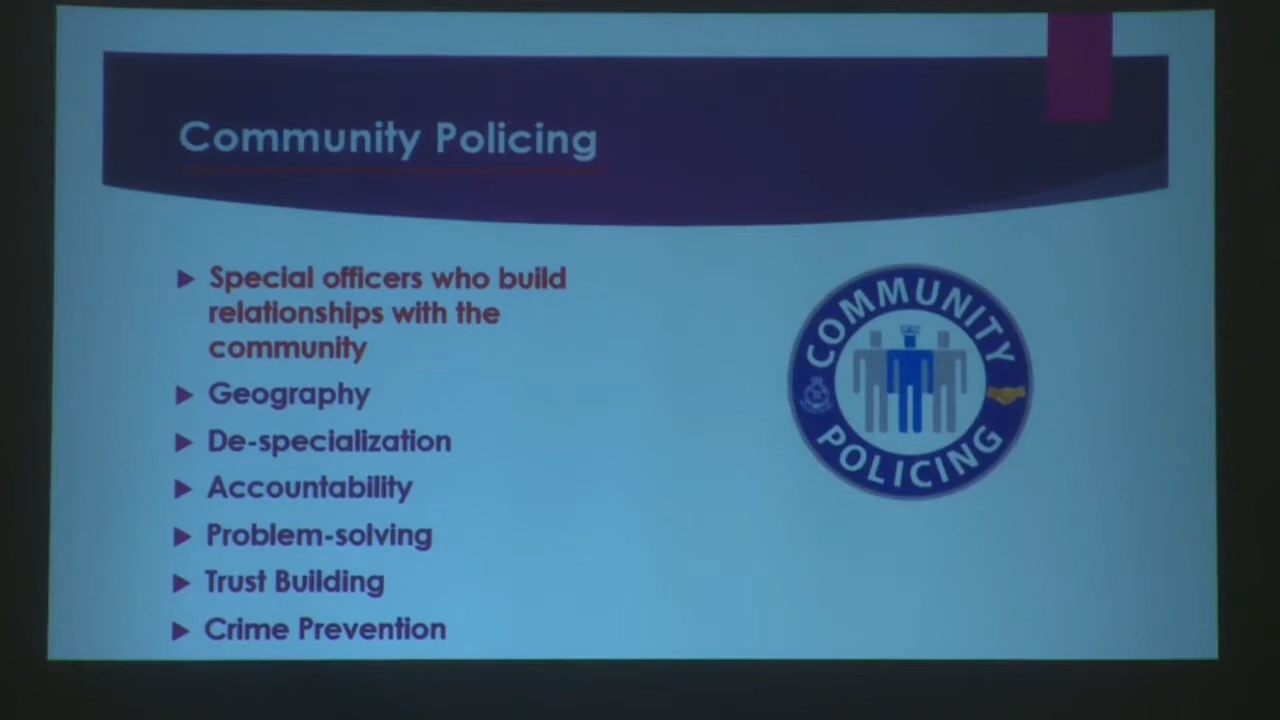 Community Policing
Special officers who build
relationships with the
community
Geography
De-specialization
Accountability
Problem-solving
Trust Building
Crime Prevention
COMMUNITY
POLICING